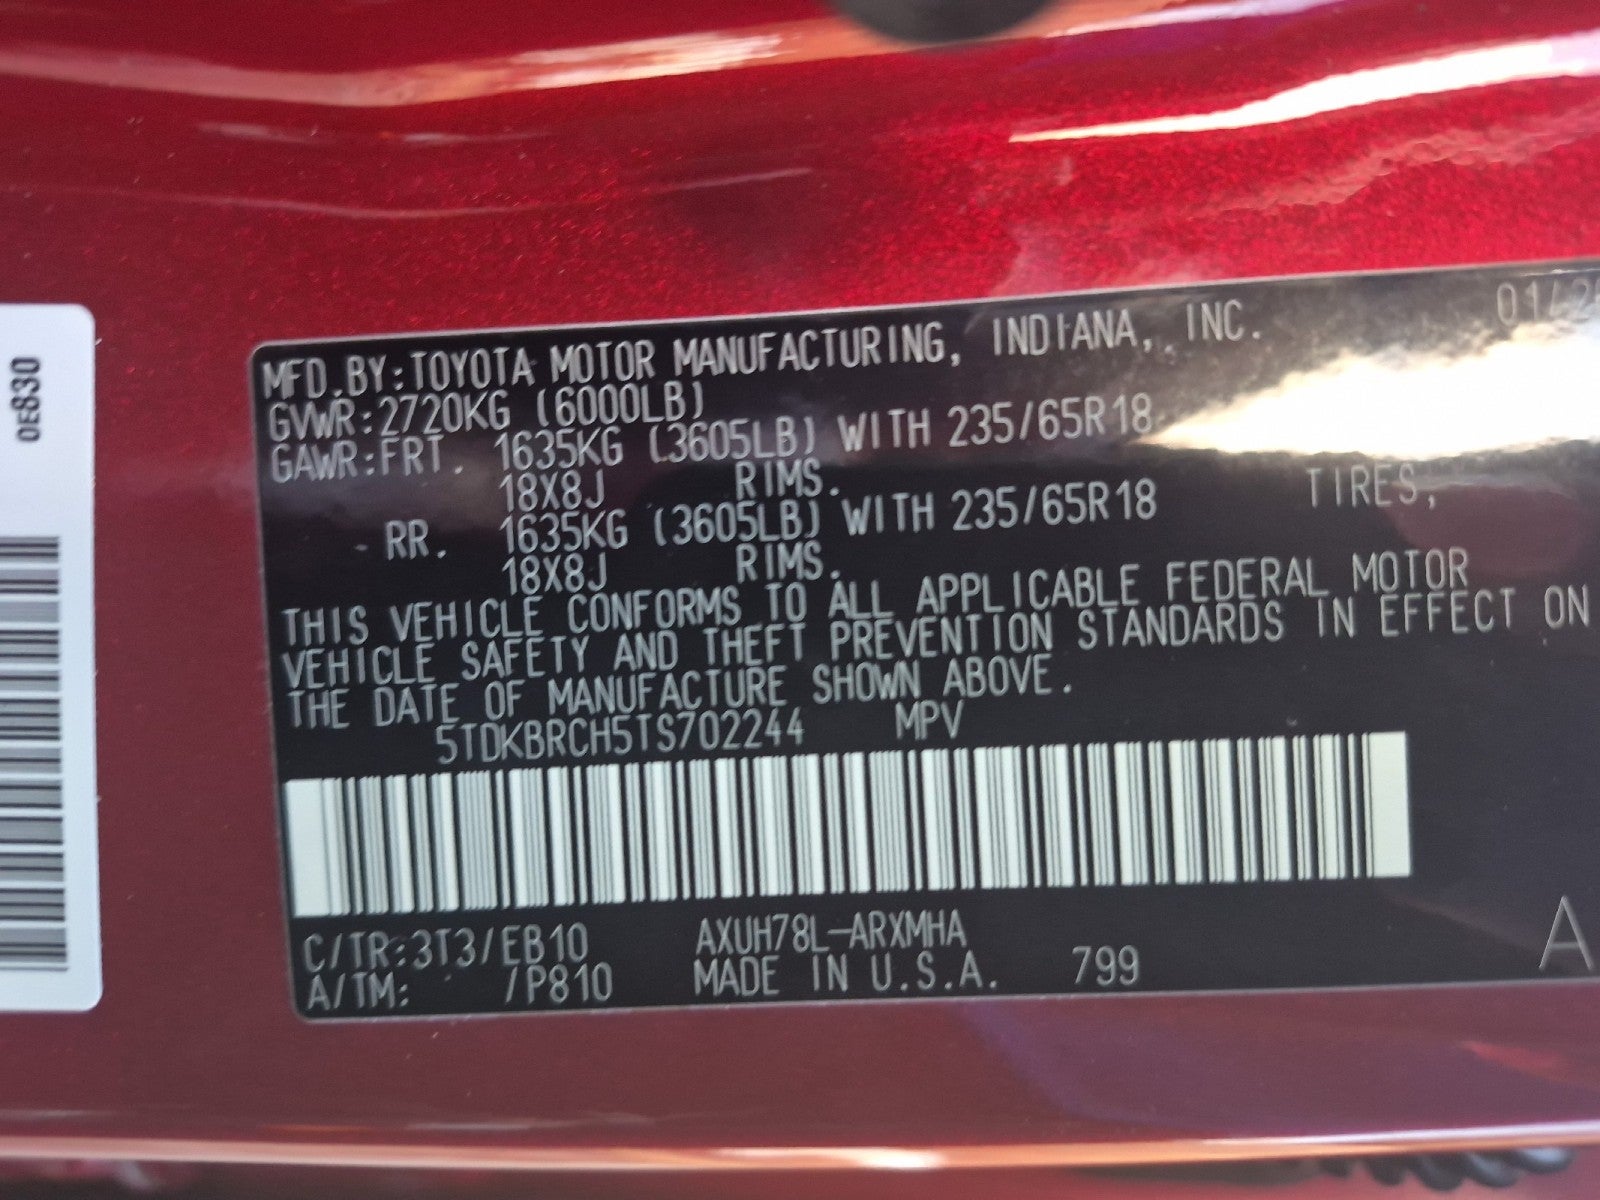 0E830
MFD.BY:TOYOTA MOTOR MANUFACTURING, INDIANA, INC. 01/2
GVWR:2720KG (6000LB)
GAWR:FRT. 1635KG (3605LB) WITH 235/65R18
18X8J RIMS.
RR. 1635KG (3605LB) WITH 235/65R18 TIRES,
18X8J RIMS.
THIS VEHICLE CONFORMS TO ALL APPLICABLE FEDERAL MOTOR
VEHICLE SAFETY AND THEFT PREVENTION STANDARDS IN EFFECT ON
THE DATE OF MANUFACTURE SHOWN ABOVE.
5TDKBRCH5TS702244 MPV
C/TR:3T3/EB10 AXUH78L-ARXMHA
A/TM: /P810 MADE IN U.S.A. 799
A